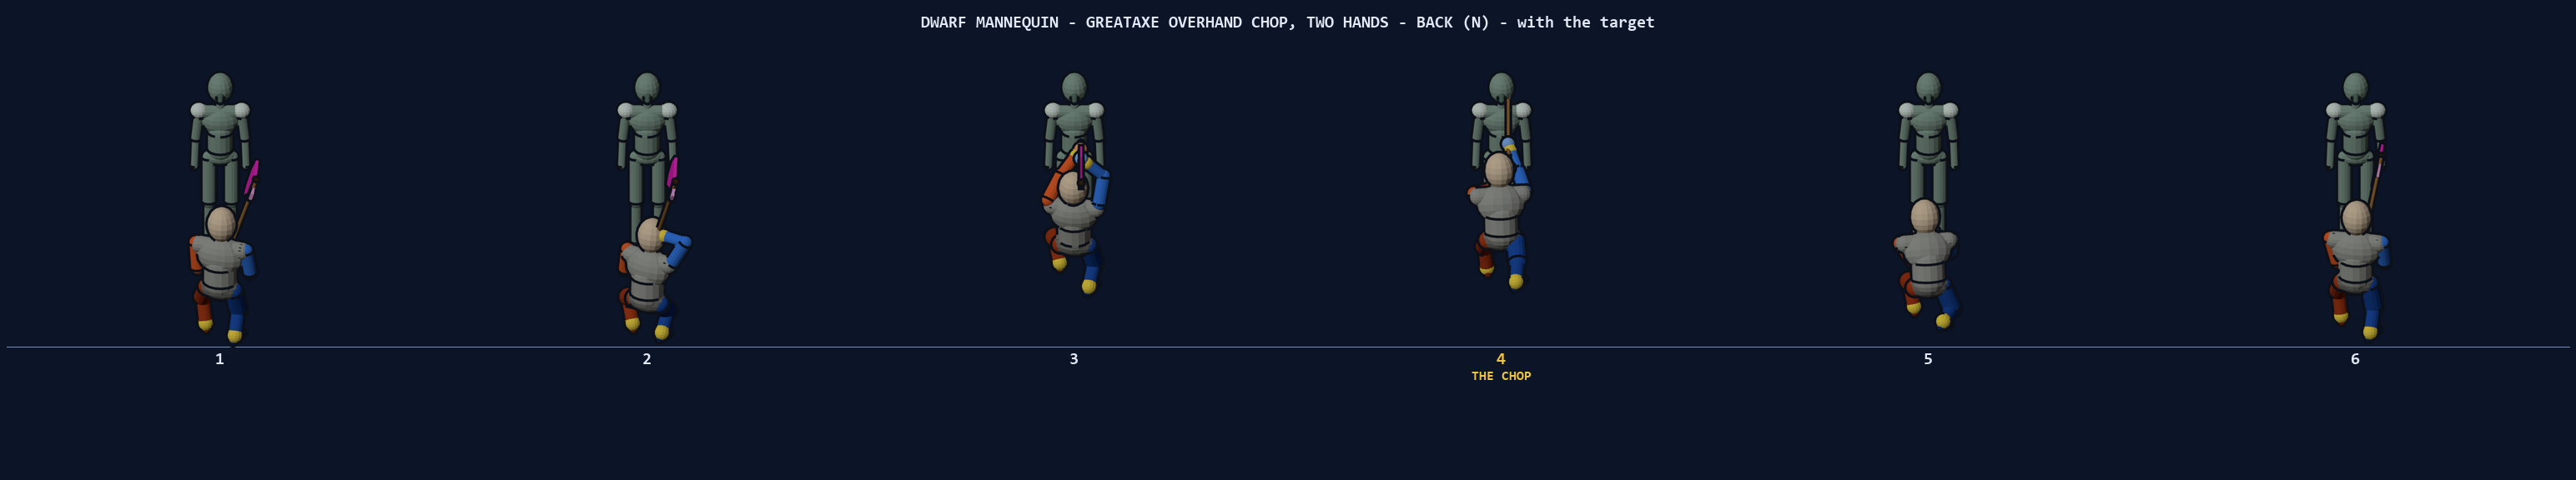 DWARF MANNEQUIN - GREATAXE OVERHAND CHOP, TWO HANDS - BACK (N) - with the target
1 2 3 4 5 6
THE CHOP